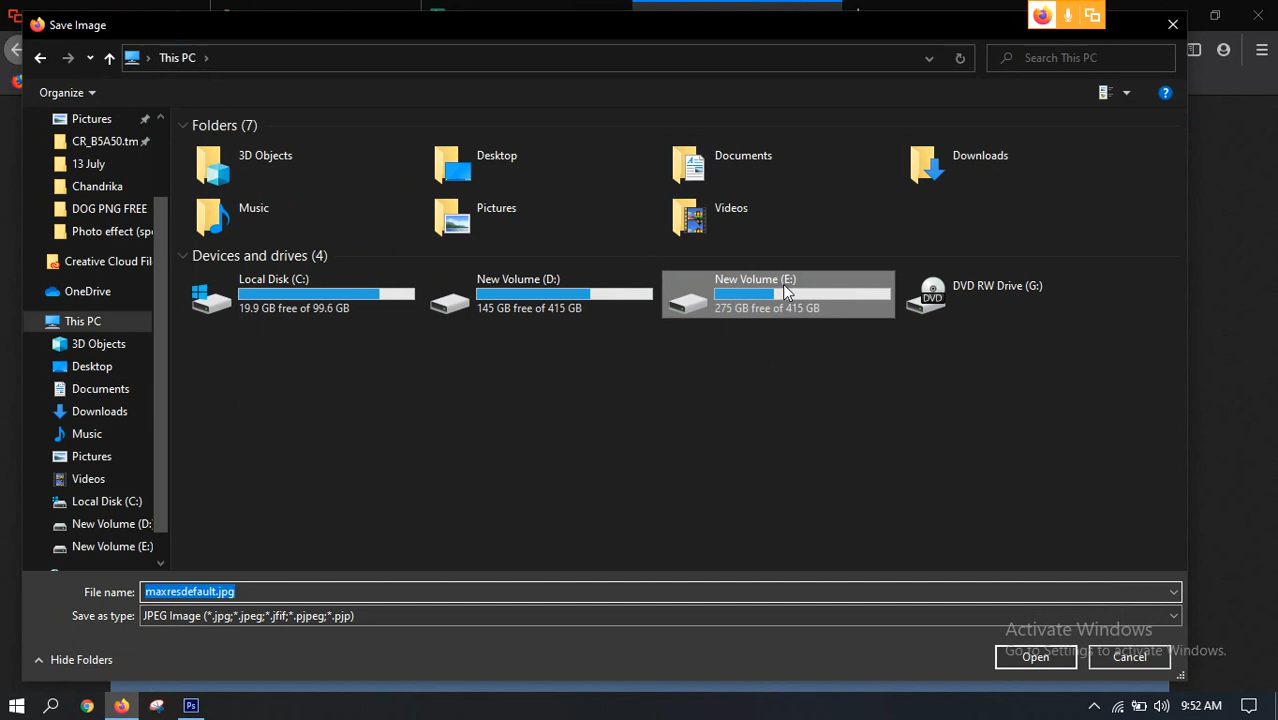 Save Image
This PC
Search This PC
Organize
Pictures
CR_B5A50.tm
13 July
Chandrika
DOG PNG FREE
Photo effect (spe
Creative Cloud Fil
OneDrive
This PC
3D Objects
Desktop
Documents
Downloads
Music
Pictures
Videos
Local Disk (C:)
New Volume (D:
New Volume (E:)
Folders (7)
3D Objects
Desktop
Documents
Downloads
Music
Pictures
Videos
Devices and drives (4)
Local Disk (C:)
19.9 GB free of 99.6 GB
New Volume (D:)
145 GB free of 415 GB
New Volume (E:)
275 GB free of 415 GB
DVD RW Drive (G:)
DVD
File name: maxresdefault.jpg
Save as type: JPEG Image (*.jpg;*.jpeg;*.jfif;*.pjpeg;*.pjp)
Activate Windows
Go to Settings to activate Windows.
Hide Folders
Open
Cancel
Ps
9:52 AM